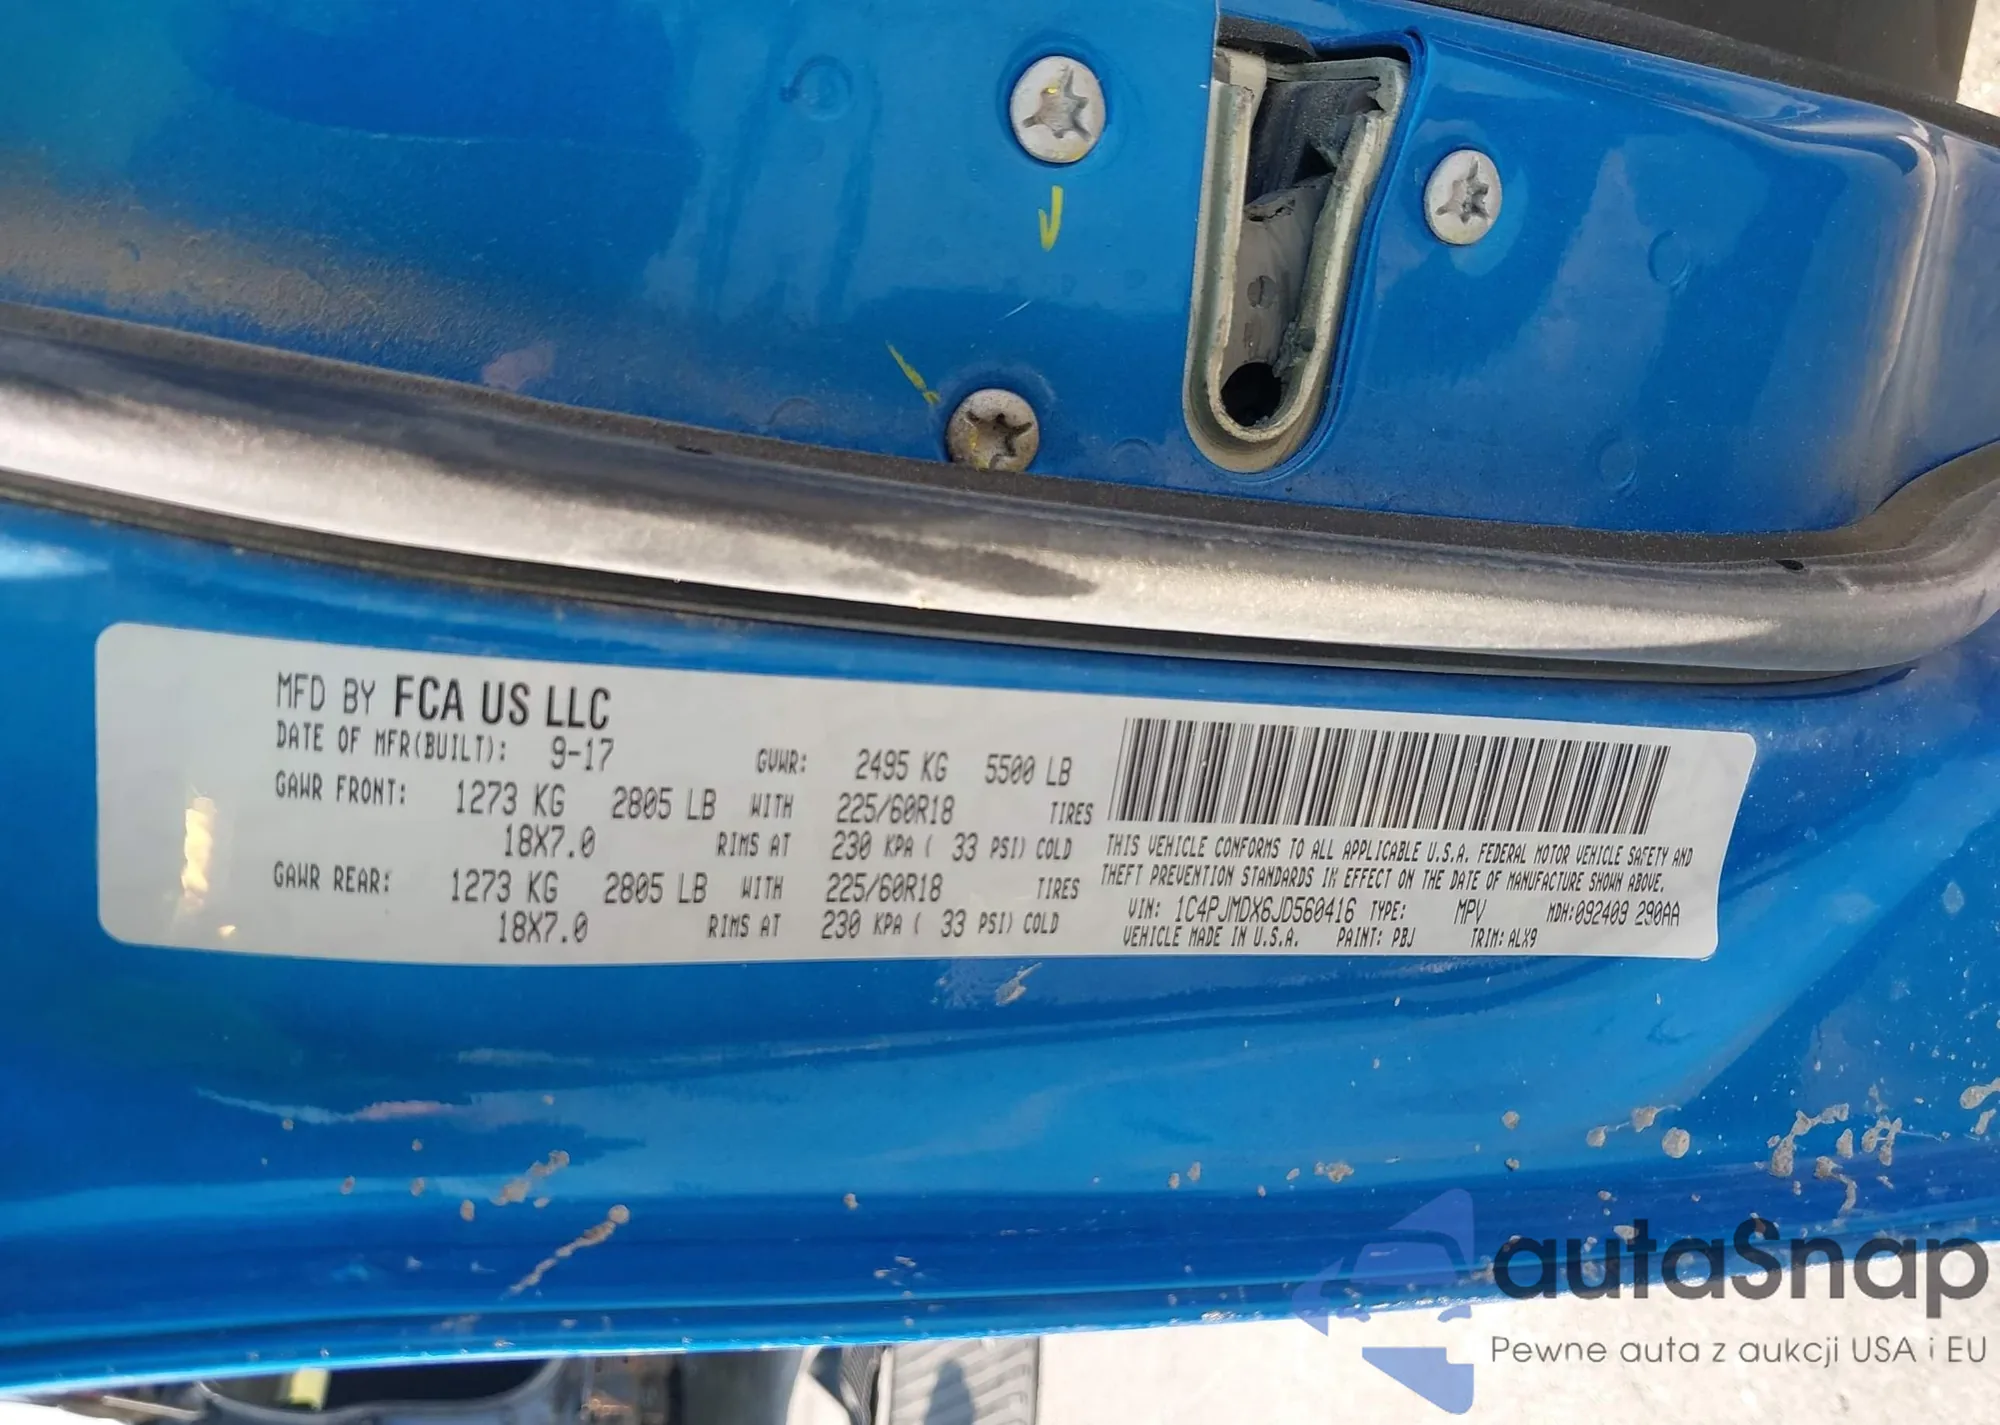 MFD BY FCA US LLC
DATE OF MFR(BUILT): 9-17 GVWR: 2495 KG 5500 LB
GAWR FRONT: 1273 KG 2805 LB WITH 225/60R18 TIRES
18X7.0 RIMS AT 230 KPA ( 33 PSI) COLD
GAWR REAR: 1273 KG 2805 LB WITH 225/60R18 TIRES
18X7.0 RIMS AT 230 KPA ( 33 PSI) COLD
THIS VEHICLE CONFORMS TO ALL APPLICABLE U.S.A. FEDERAL MOTOR VEHICLE SAFETY AND
THEFT PREVENTION STANDARDS IN EFFECT ON THE DATE OF MANUFACTURE SHOWN ABOVE.
VIN: 1C4PJMDX6JD560416 TYPE: MPV MDH:092409 290AA
VEHICLE MADE IN U.S.A. PAINT: PBJ TRIM: ALX9
autaSnap
Pewne auta z aukcji USA i EU